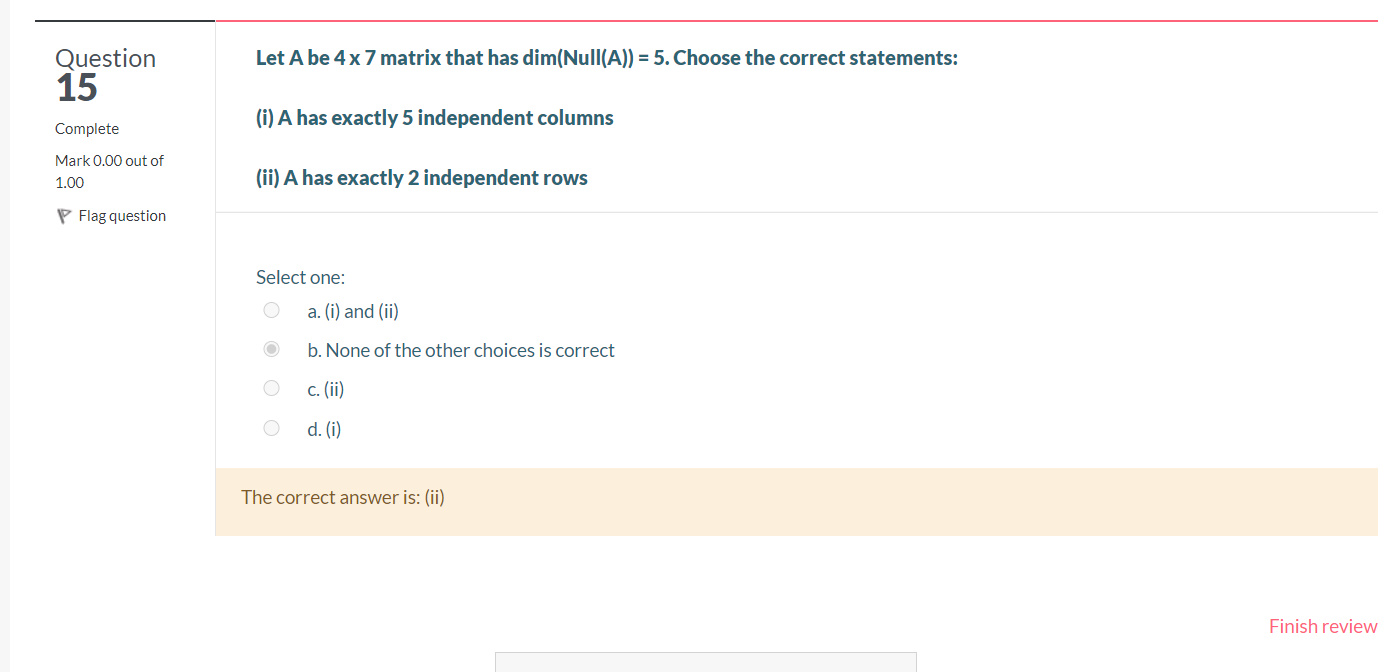 Question
15
Complete
Mark 0.00 out of
1.00
Flag question
Let A be 4 x 7 matrix that has dim(Null(A)) = 5. Choose the correct statements:
(i) A has exactly 5 independent columns
(ii) A has exactly 2 independent rows
Select one:
a. (i) and (ii)
b. None of the other choices is correct
c. (ii)
d. (i)
The correct answer is: (ii)
Finish review